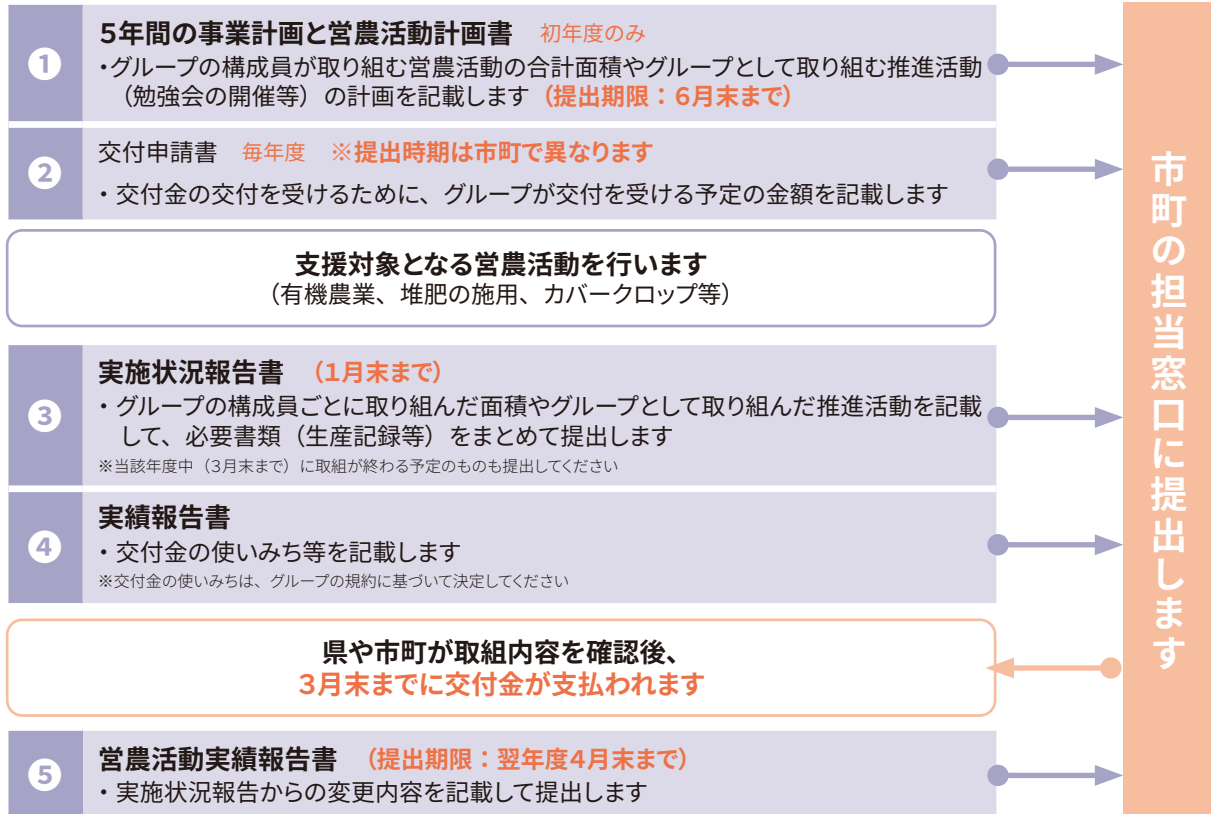 1
5年間の事業計画と営農活動計画書 初年度のみ
・グループの構成員が取り組む営農活動の合計面積やグループとして取り組む推進活動
（勉強会の開催等）の計画を記載します（提出期限：6月末まで）
2
交付申請書 毎年度 ※提出時期は市町で異なります
・交付金の交付を受けるために、グループが交付を受ける予定の金額を記載します
支援対象となる営農活動を行います
（有機農業、堆肥の施用、カバークロップ等）
3
実施状況報告書 （1月末まで）
・グループの構成員ごとに取り組んだ面積やグループとして取り組んだ推進活動を記載
して、必要書類（生産記録等）をまとめて提出します
※当該年度中（3月末まで）に取組が終わる予定のものも提出してください
4
実績報告書
・交付金の使いみち等を記載します
※交付金の使いみちは、グループの規約に基づいて決定してください
県や市町が取組内容を確認後、
3月末までに交付金が支払われます
5
営農活動実績報告書 （提出期限：翌年度4月末まで）
・実施状況報告からの変更内容を記載して提出します
市町の担当窓口に提出します